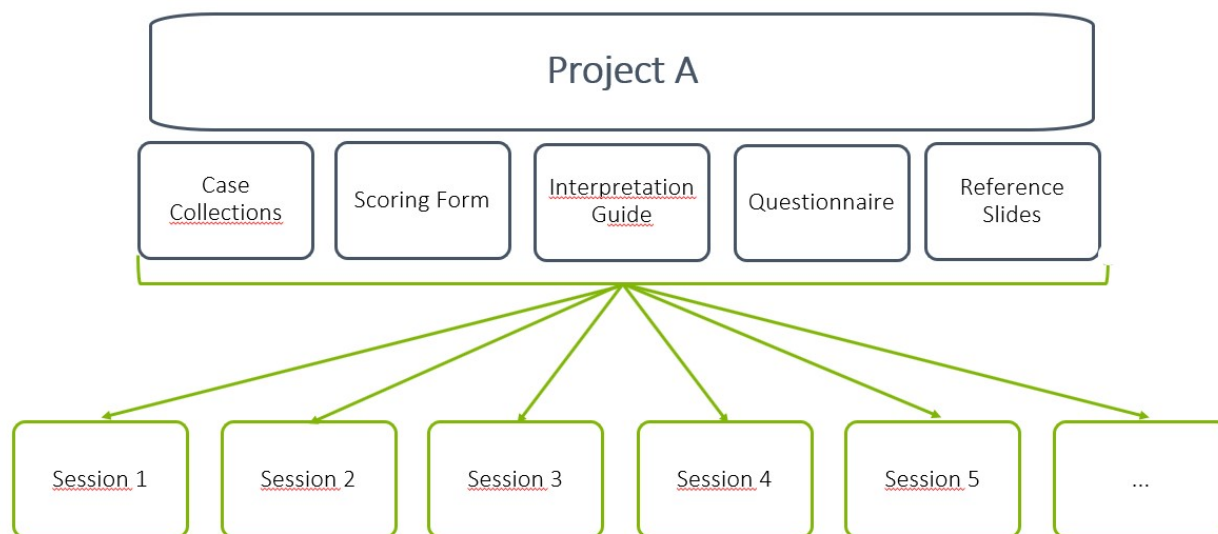 Project A
Case
Collections
Scoring Form
Interpretation
Guide
Questionnaire
Reference
Slides
Session 1
Session 2
Session 3
Session 4
Session 5
...